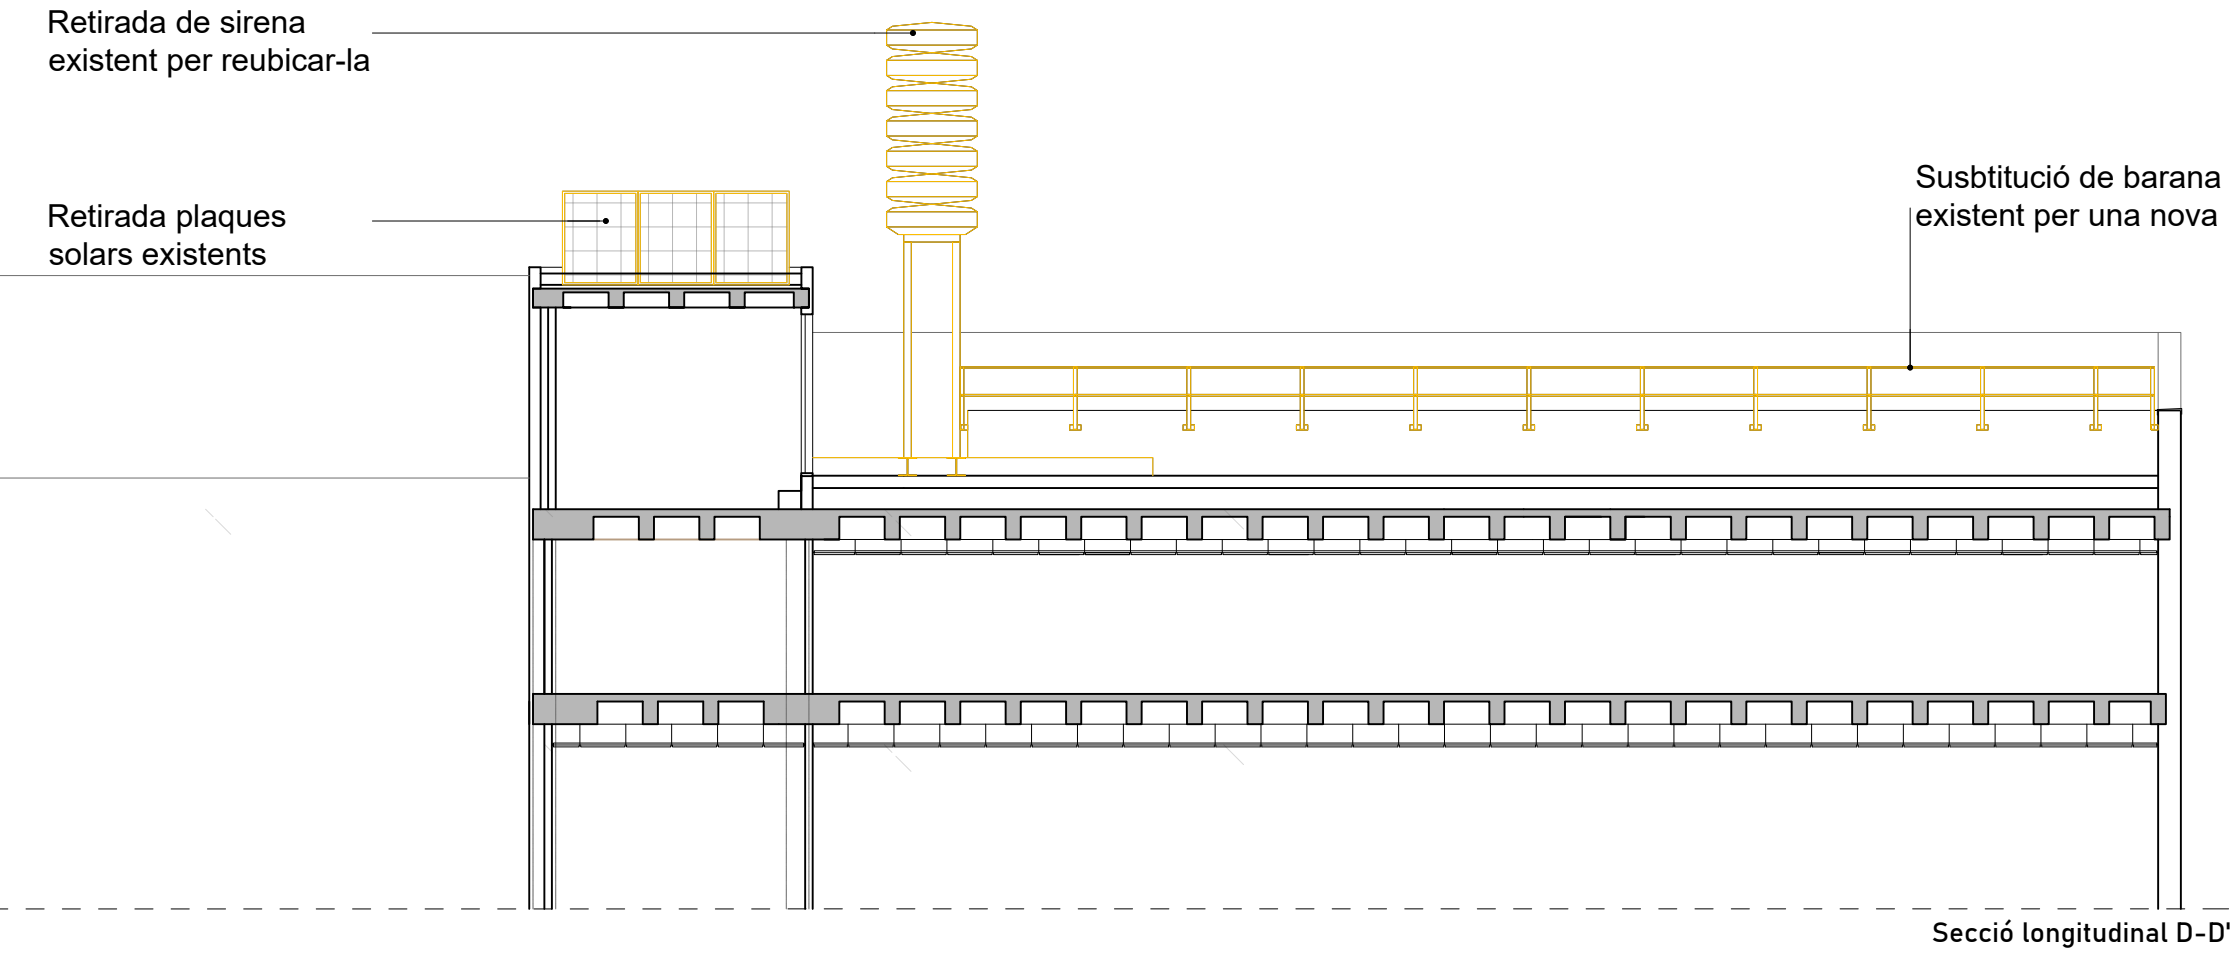 Retirada de sirena
existent per reubicar-la
Retirada plaques
solars existents
Susbtitució de barana
existent per una nova
Secció longitudinal D-D'